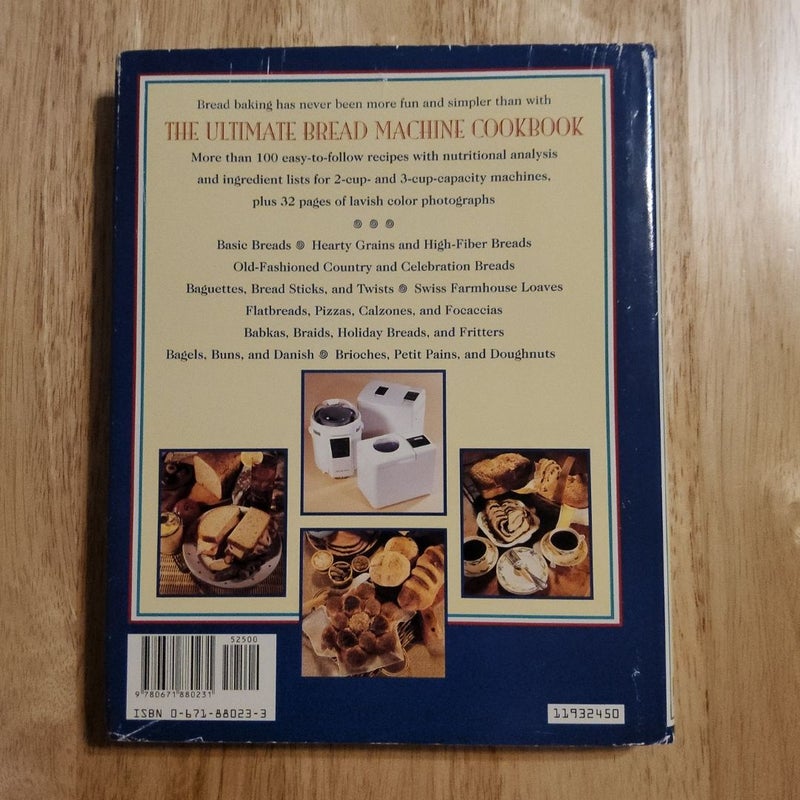 Bread baking has never been more fun and simpler than with
THE ULTIMATE BREAD MACHINE COOKBOOK
More than 100 easy-to-follow recipes with nutritional analysis
and ingredient lists for 2-cup- and 3-cup-capacity machines,
plus 32 pages of lavish color photographs
Basic Breads Hearty Grains and High-Fiber Breads
Old-Fashioned Country and Celebration Breads
Baguettes, Bread Sticks, and Twists Swiss Farmhouse Loaves
Flatbreads, Pizzas, Calzones, and Focaccias
Babkas, Braids, Holiday Breads, and Fritters
Bagels, Buns, and Danish Brioches, Petit Pains, and Doughnuts
52500
9 780671 880231
ISBN 0-671-88023-3
11932450